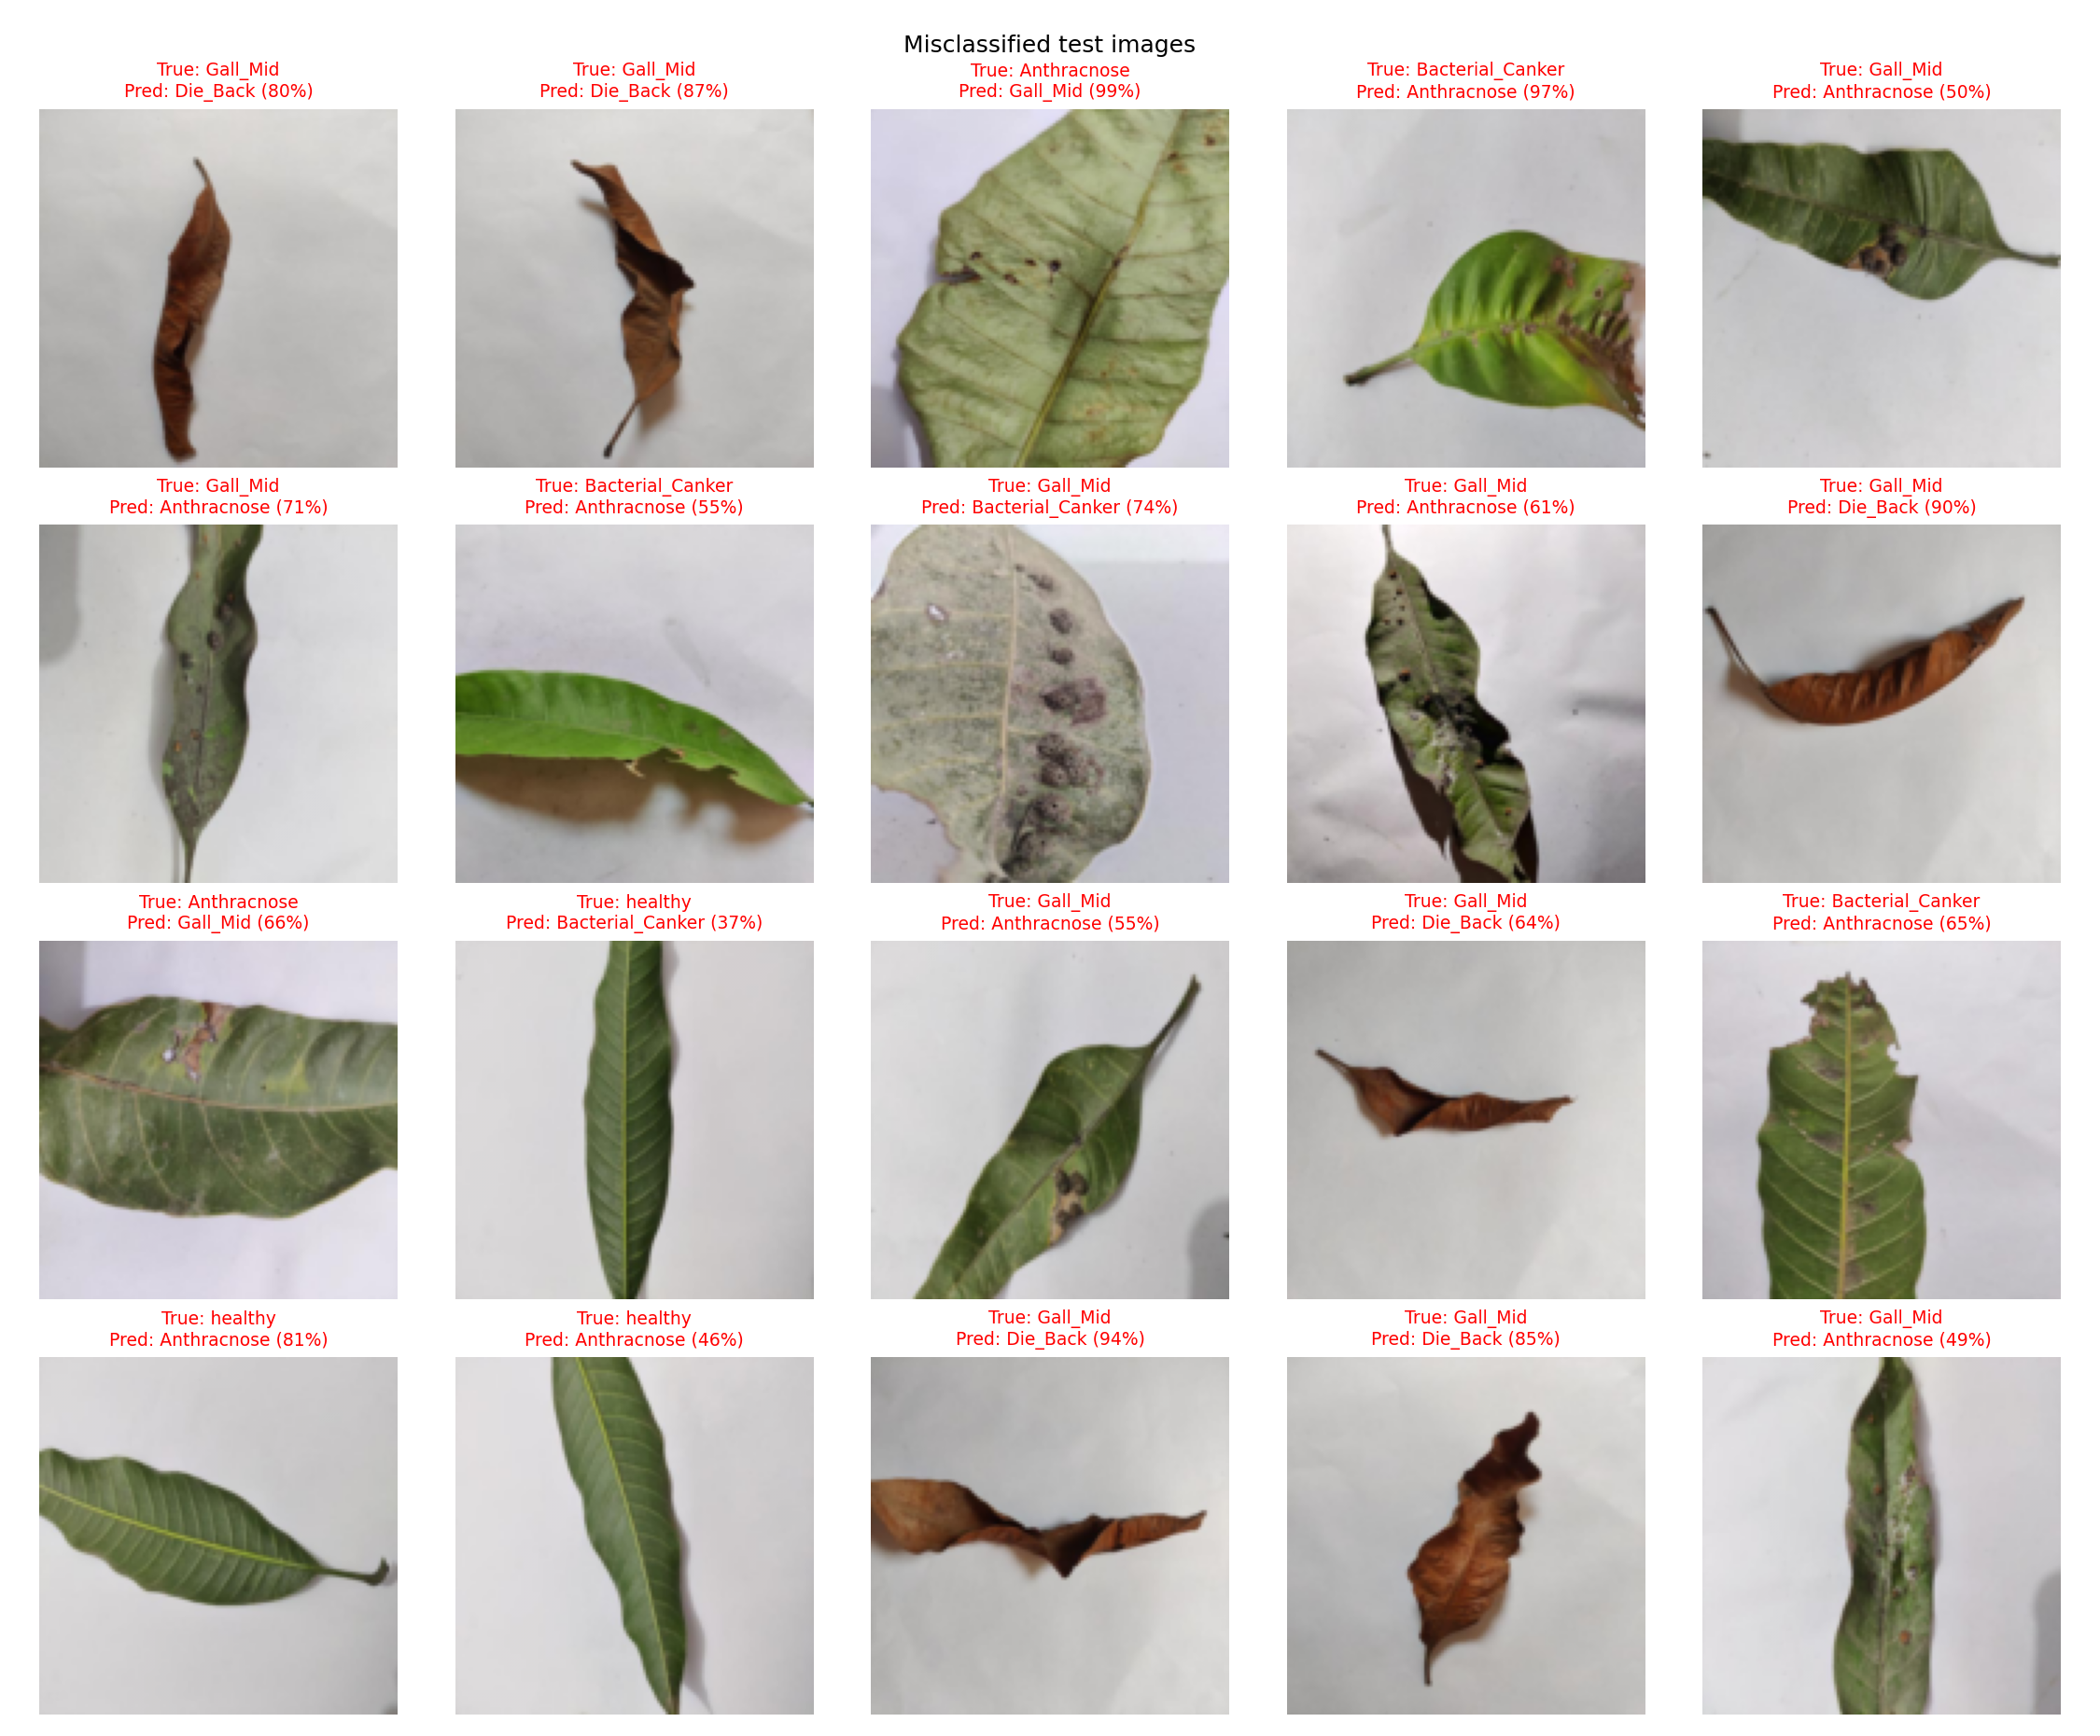 Misclassified test images
True: Gall_Mid
Pred: Die_Back (80%)
True: Gall_Mid
Pred: Die_Back (87%)
True: Anthracnose
Pred: Gall_Mid (99%)
True: Bacterial_Canker
Pred: Anthracnose (97%)
True: Gall_Mid
Pred: Anthracnose (50%)
True: Gall_Mid
Pred: Anthracnose (71%)
True: Bacterial_Canker
Pred: Anthracnose (55%)
True: Gall_Mid
Pred: Bacterial_Canker (74%)
True: Gall_Mid
Pred: Anthracnose (61%)
True: Gall_Mid
Pred: Die_Back (90%)
True: Anthracnose
Pred: Gall_Mid (66%)
True: healthy
Pred: Bacterial_Canker (37%)
True: Gall_Mid
Pred: Anthracnose (55%)
True: Gall_Mid
Pred: Die_Back (64%)
True: Bacterial_Canker
Pred: Anthracnose (65%)
True: healthy
Pred: Anthracnose (81%)
True: healthy
Pred: Anthracnose (46%)
True: Gall_Mid
Pred: Die_Back (94%)
True: Gall_Mid
Pred: Die_Back (85%)
True: Gall_Mid
Pred: Anthracnose (49%)